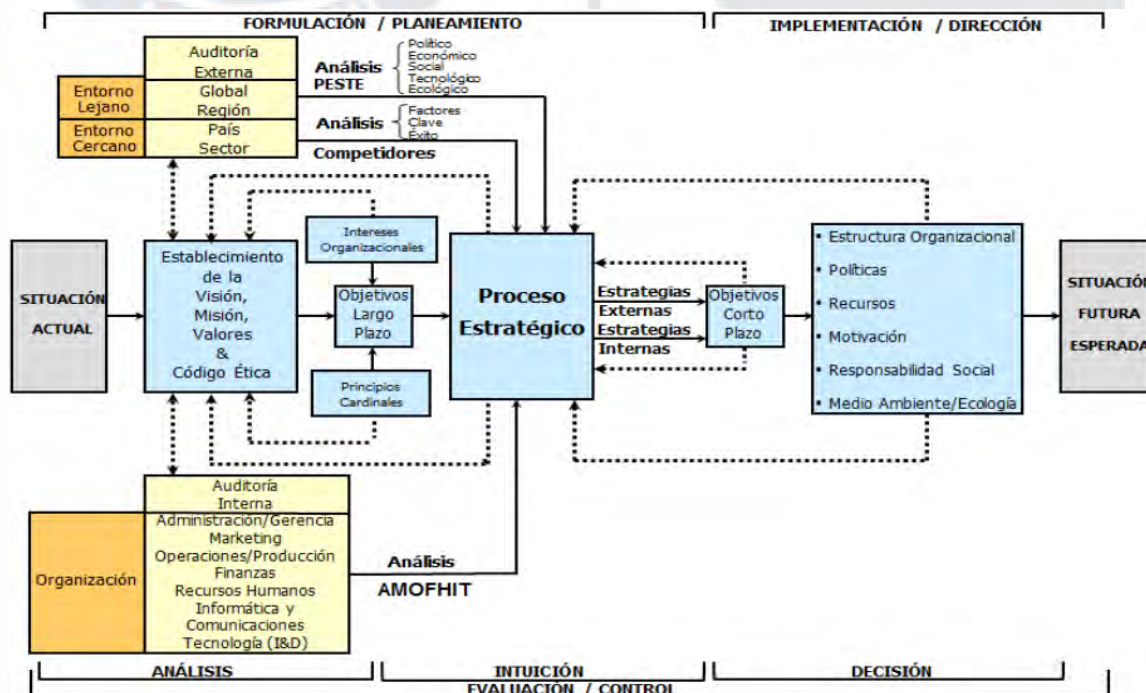 FORMULACIÓN / PLANEAMIENTO
IMPLEMENTACIÓN / DIRECCIÓN
Auditoría
Externa
Global
Región
País
Sector
Entorno
Lejano
Entorno
Cercano
Análisis
PESTE
Político
Económico
Social
Tecnológico
Ecológico
Análisis
Competidores
Factores
Clave
Éxito
SITUACIÓN
ACTUAL
Establecimiento
de la
Visión,
Misión,
Valores
&
Código Ética
Intereses
Organizacionales
Objetivos
Largo
Plazo
Principios
Cardinales
Proceso
Estratégico
Estrategias
Externas
Estrategias
Internas
Objetivos
Corto
Plazo
• Estructura Organizacional
• Políticas
• Recursos
• Motivación
• Responsabilidad Social
• Medio Ambiente/Ecología
SITUACIÓN
FUTURA
ESPERADA
Organización
Auditoría
Interna
Administración/Gerencia
Marketing
Operaciones/Producción
Finanzas
Recursos Humanos
Informática y
Comunicaciones
Tecnología (I&D)
Análisis
AMOFHIT
ANÁLISIS
INTUICIÓN
DECISIÓN
EVALUACIÓN / CONTROL